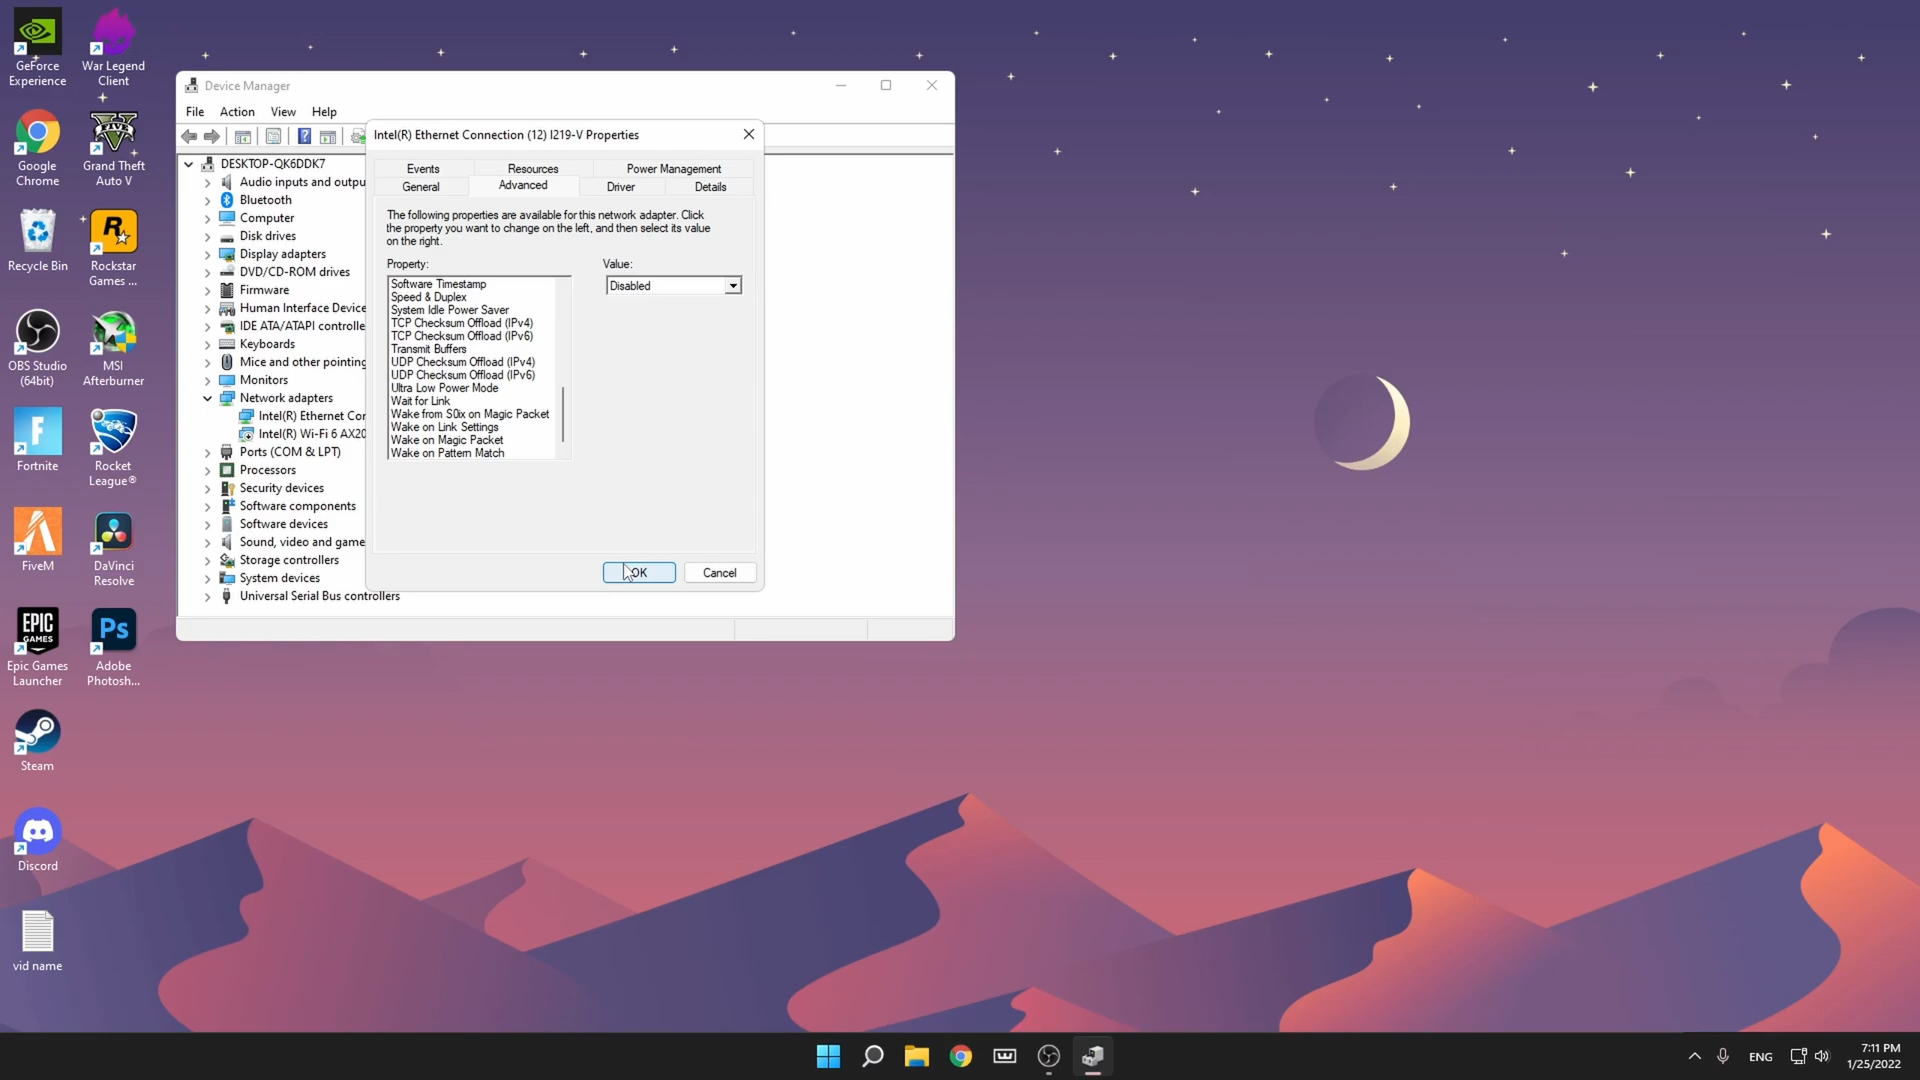 GeForce
Experience
War Legend
Client
Google
Chrome
Grand Theft
Auto V
Recycle Bin
Rockstar
Games ...
OBS Studio
(64bit)
MSI
Afterburner
Fortnite
Rocket
League®
FiveM
DaVinci
Resolve
EPIC
GAMES
Epic Games
Launcher
Ps
Adobe
Photosh...
Steam
Discord
vid name
Device Manager
File Action View Help
DESKTOP-QK6DDK7
Audio inputs and outpu
Bluetooth
Computer
Disk drives
Display adapters
DVD/CD-ROM drives
Firmware
Human Interface Device
IDE ATA/ATAPI controlle
Keyboards
Mice and other pointing
Monitors
Network adapters
Intel(R) Ethernet Cor
Intel(R) Wi-Fi 6 AX20
Ports (COM & LPT)
Processors
Security devices
Software components
Software devices
Sound, video and game
Storage controllers
System devices
Universal Serial Bus controllers
Intel(R) Ethernet Connection (12) I219-V Properties
Events Resources Power Management
General Advanced Driver Details
The following properties are available for this network adapter. Click
the property you want to change on the left, and then select its value
on the right.
Property: Value:
Software Timestamp
Speed & Duplex
System Idle Power Saver
TCP Checksum Offload (IPv4)
TCP Checksum Offload (IPv6)
Transmit Buffers
UDP Checksum Offload (IPv4)
UDP Checksum Offload (IPv6)
Ultra Low Power Mode
Wait for Link
Wake from S0ix on Magic Packet
Wake on Link Settings
Wake on Magic Packet
Wake on Pattern Match
Disabled
OK Cancel
ENG
7:11 PM
1/25/2022